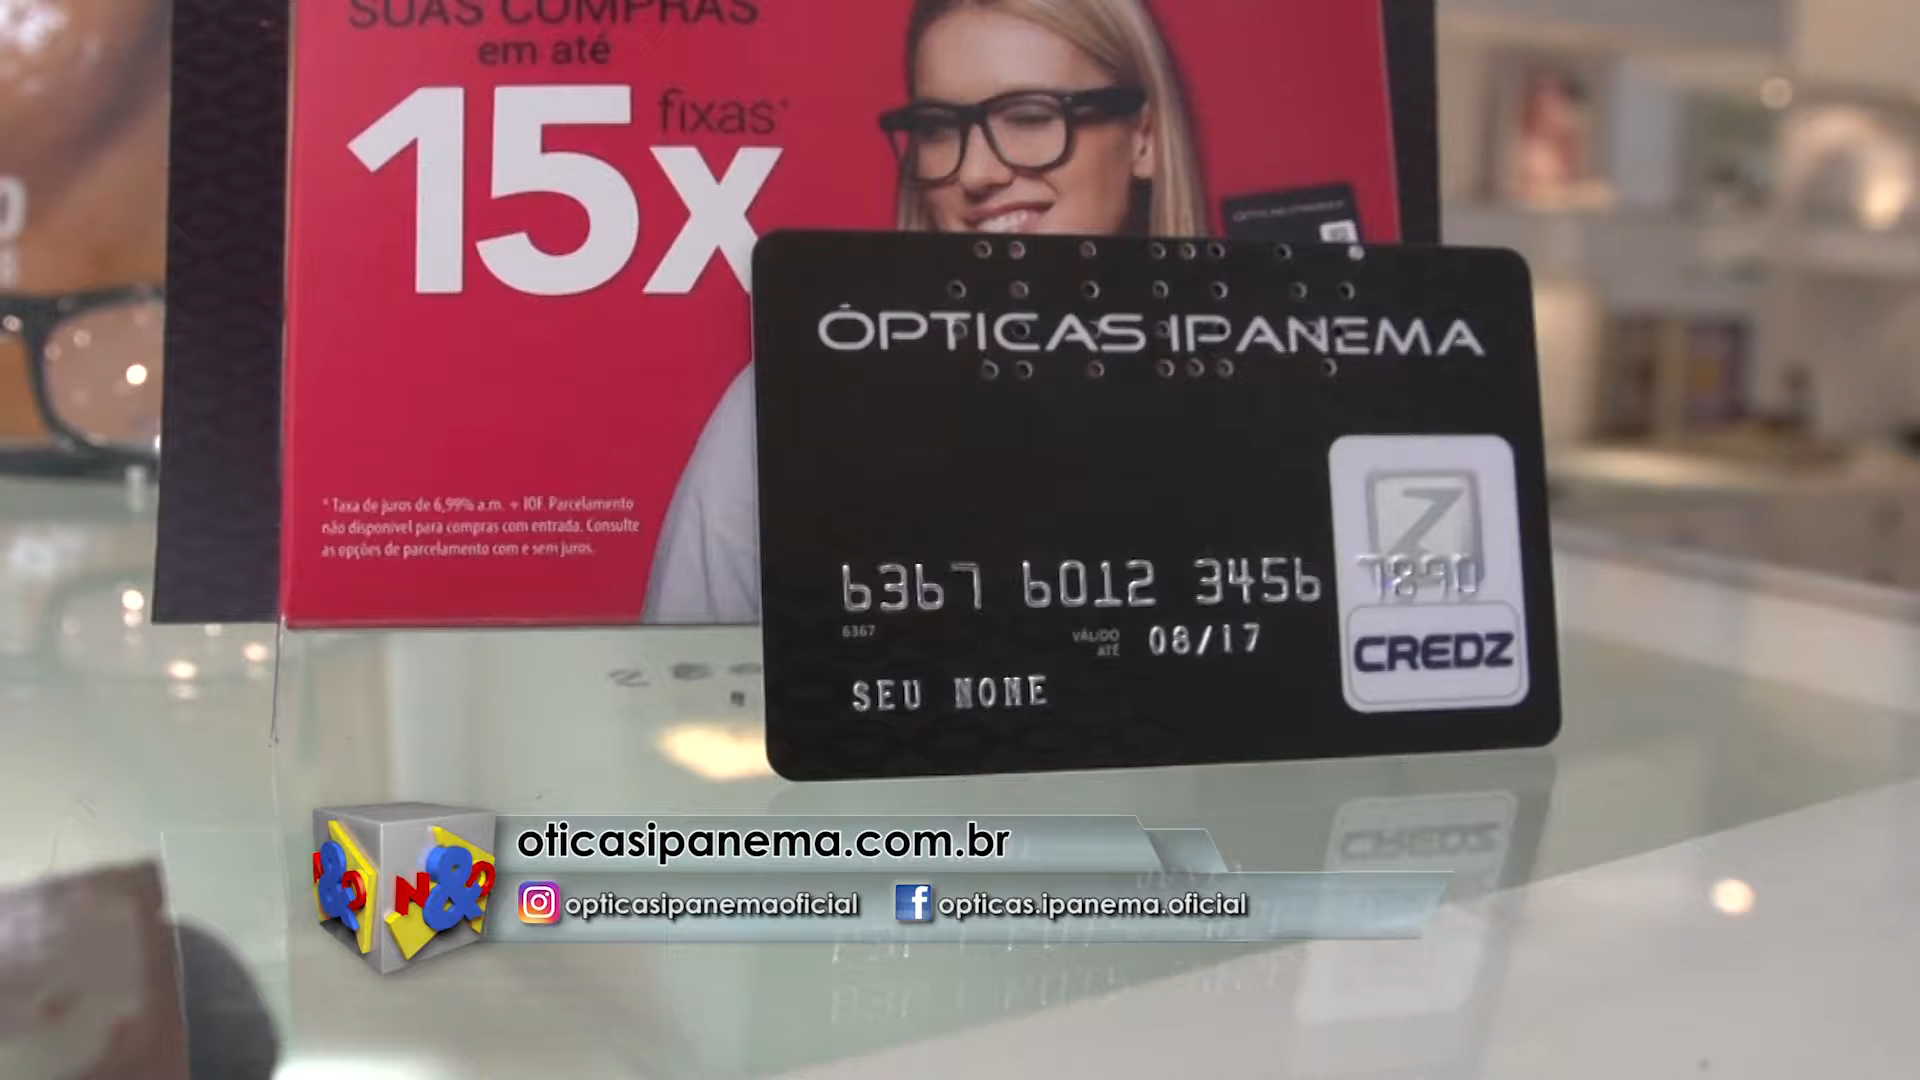 SUAS COMPRAS
em até
15x fixas*
* Taxa de juros de 6,99% a.m. + IOF. Parcelamento
não disponível para compras com entrada. Consulte
as opções de parcelamento com e sem juros.
ÓPTICAS IPANEMA
6367 6012 3456 7890
6367
VÁLIDO
ATÉ
08/17
SEU NOME
CREDZ
oticasipanema.com.br
N&D
opticasipanemaoficial
opticas.ipanema.oficial